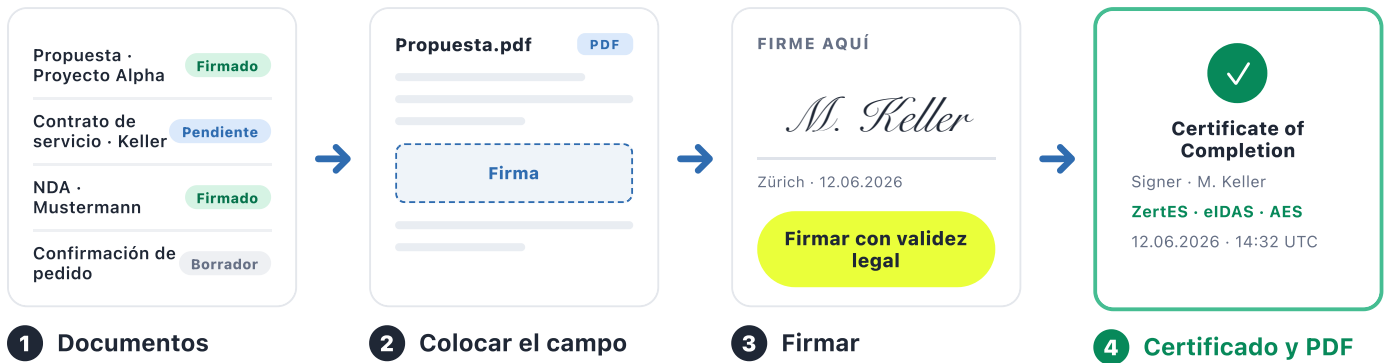 Propuesta ·
Proyecto Alpha
Firmado
Contrato de
servicio · Keller
Pendiente
NDA ·
Mustermann
Firmado
Confirmación de
pedido
Borrador
1 Documentos
Propuesta.pdf
PDF
Firma
2 Colocar el campo
FIRME AQUÍ
M. Keller
Zürich · 12.06.2026
Firmar con validez
legal
3 Firmar
Certificate of
Completion
Signer · M. Keller
ZertES · eIDAS · AES
12.06.2026 · 14:32 UTC
4 Certificado y PDF